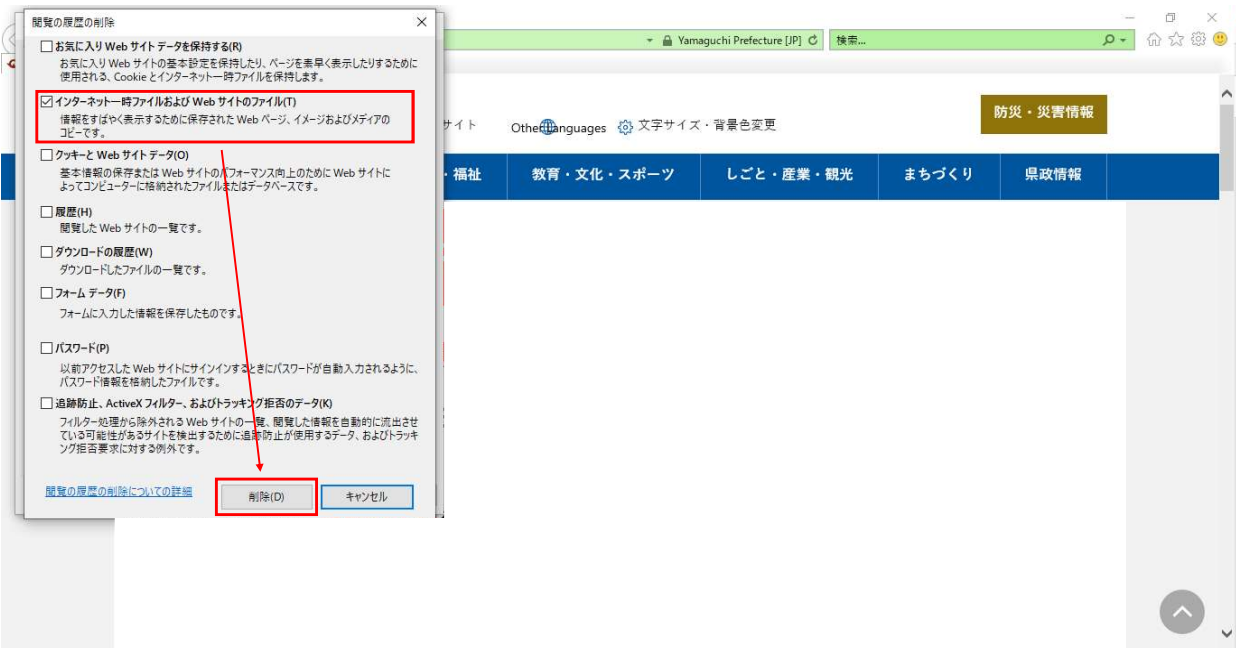 閲覧の履歴の削除
お気に入り Web サイト データを保持する(R)
お気に入り Web サイトの基本設定を保持したり、ページを素早く表示したりするために
使用される、Cookie とインターネット一時ファイルを保持します。
インターネット一時ファイルおよび Web サイトのファイル(T)
情報をすばやく表示するために保存された Web ページ、イメージおよびメディアの
コピーです。
クッキーと Web サイト データ(O)
基本情報の保存または Web サイトのパフォーマンス向上のために Web サイトに
よってコンピューターに格納されたファイルまたはデータベースです。
履歴(H)
閲覧した Web サイトの一覧です。
ダウンロードの履歴(W)
ダウンロードしたファイルの一覧です。
フォーム データ(F)
フォームに入力した情報を保存したものです。
パスワード(P)
以前アクセスした Web サイトにサインインするときにパスワードが自動入力されるように、
パスワード情報を格納したファイルです。
追跡防止、ActiveX フィルター、およびトラッキング拒否のデータ(K)
フィルター処理から除外される Web サイトの一覧、閲覧した情報を自動的に流出させ
ている可能性があるサイトを検出するために追跡防止が使用するデータ、およびトラッキ
ング拒否要求に対する例外です。
閲覧の履歴の削除についての詳細
削除(D)
キャンセル
Yamaguchi Prefecture [JP]
検索...
サイト
Other Languages
文字サイズ・背景色変更
防災・災害情報
・福祉
教育・文化・スポーツ
しごと・産業・観光
まちづくり
県政情報